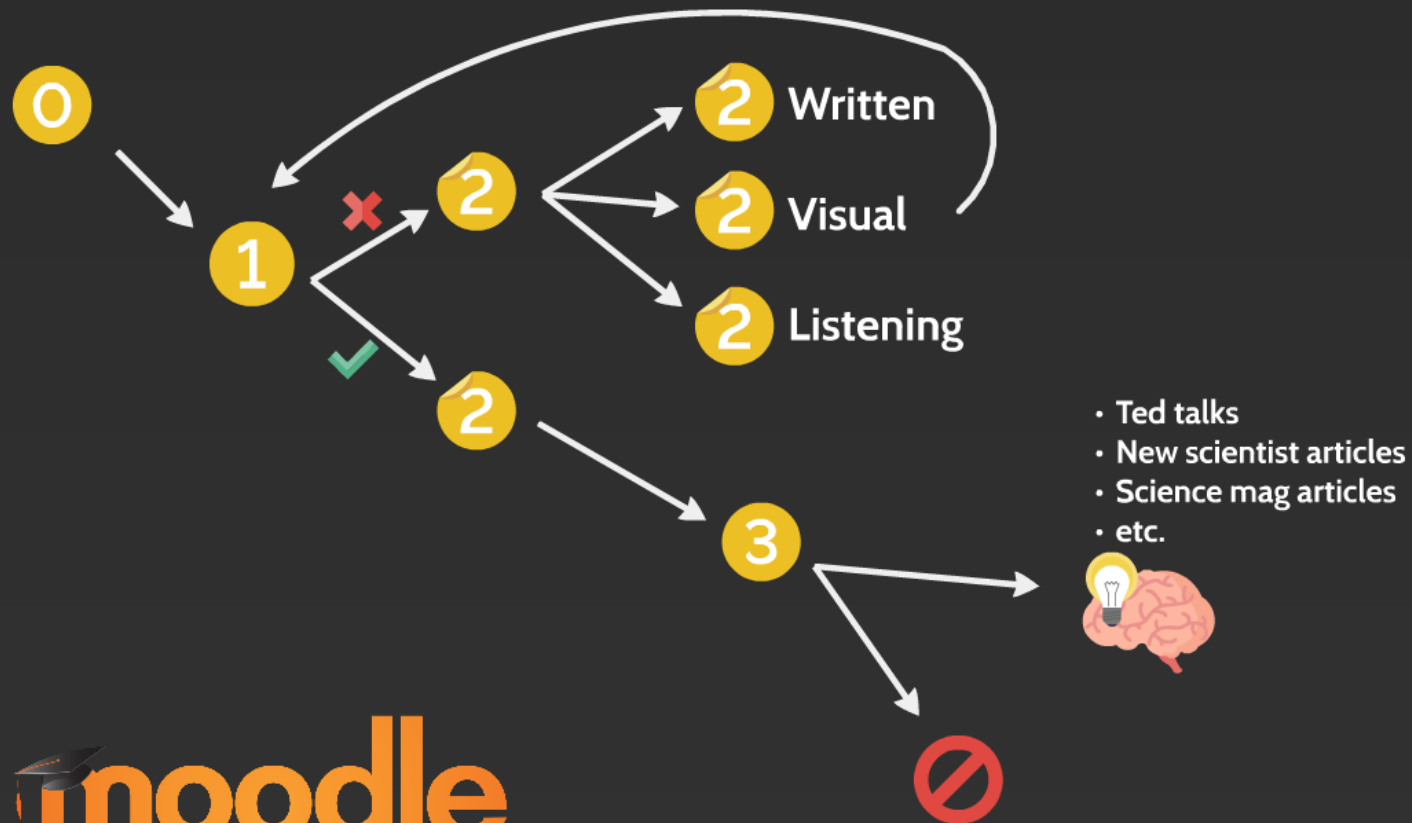 0
2 Written
2
2 Visual
1
2 Listening
2
3
• Ted talks
• New scientist articles
• Science mag articles
• etc.
moodle